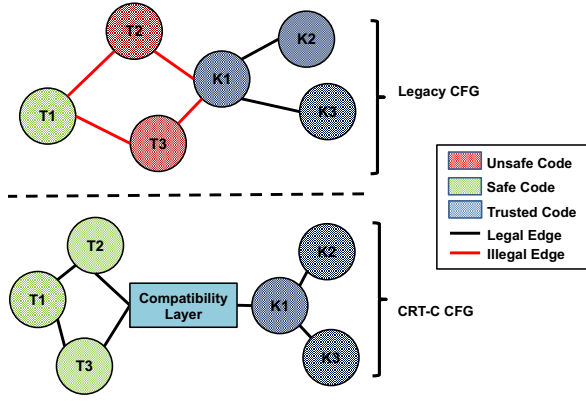 T2
K2
K1
T1
K3
T3
Legacy CFG
Unsafe Code
Safe Code
Trusted Code
Legal Edge
Illegal Edge
T2
K2
T1
Compatibility
Layer
K1
CRT-C CFG
T3
K3